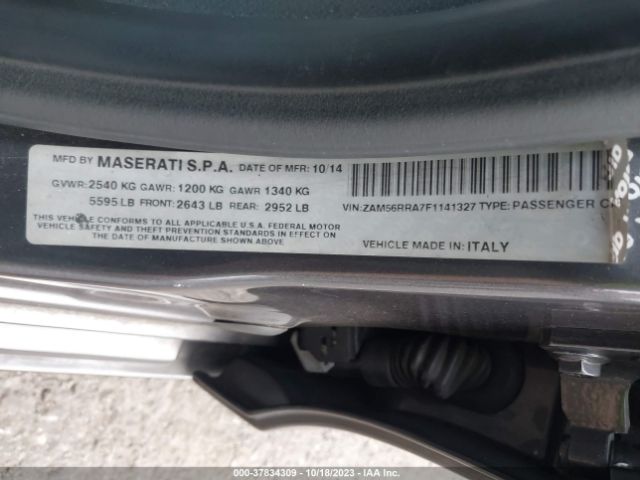 MFD BY MASERATI S.P.A. DATE OF MFR: 10/14
GVWR: 2540 KG GAWR: 1200 KG GAWR 1340 KG
5595 LB FRONT: 2643 LB REAR: 2952 LB
THIS VEHICLE CONFORMS TO ALL APPLICABLE U.S.A. FEDERAL MOTOR
VEHICLE SAFETY AND THEFT PREVENTION STANDARDS IN EFFECT ON
THE DATE OF MANUFACTURE SHOWN ABOVE
VIN: ZAM56RRA7F1141327 TYPE: PASSENGER
VEHICLE MADE IN: ITALY
000-37834309 | 10/18/2023 | IAA Inc.